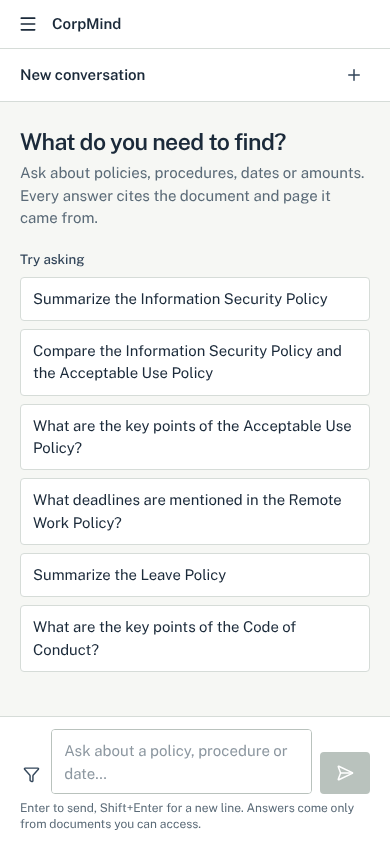 CorpMind
New conversation
What do you need to find?
Ask about policies, procedures, dates or amounts.
Every answer cites the document and page it
came from.
Try asking
Summarize the Information Security Policy
Compare the Information Security Policy and
the Acceptable Use Policy
What are the key points of the Acceptable Use
Policy?
What deadlines are mentioned in the Remote
Work Policy?
Summarize the Leave Policy
What are the key points of the Code of
Conduct?
Ask about a policy, procedure or
date...
Enter to send, Shift+Enter for a new line. Answers come only
from documents you can access.